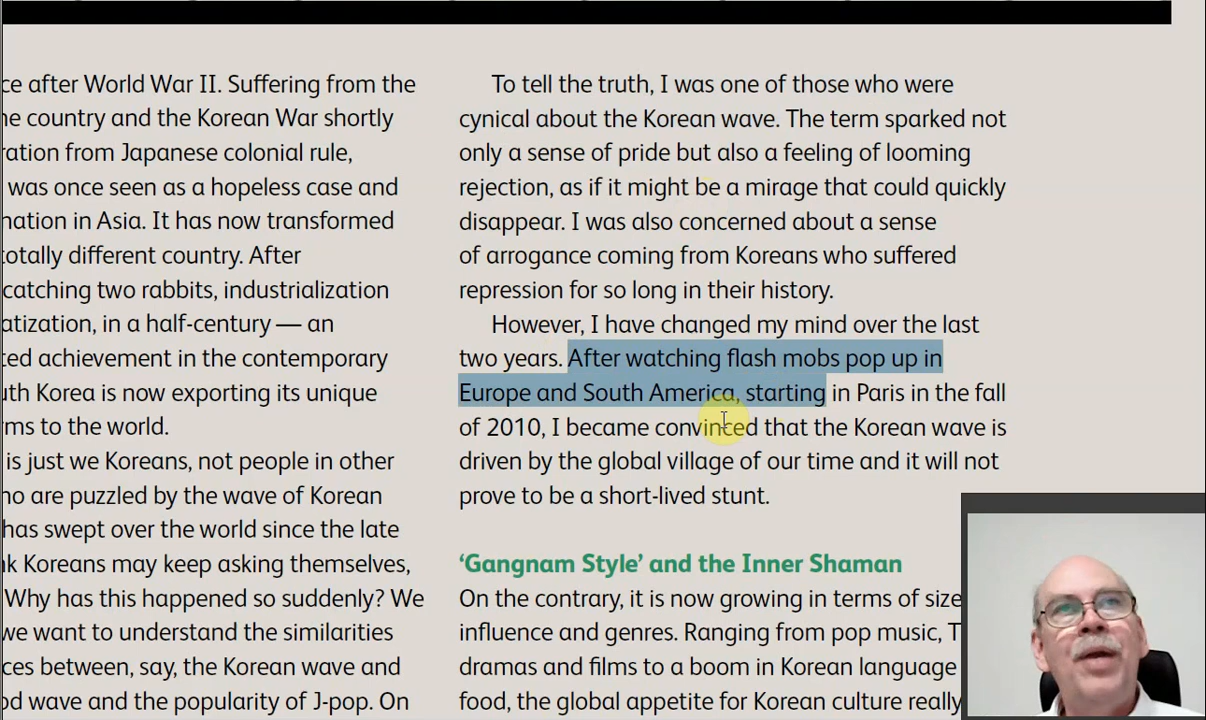 ce after World War II. Suffering from the
e country and the Korean War shortly
ration from Japanese colonial rule,
was once seen as a hopeless case and
nation in Asia. It has now transformed
totally different country. After
catching two rabbits, industrialization
atization, in a half-century — an
ted achievement in the contemporary
uth Korea is now exporting its unique
rms to the world.
is just we Koreans, not people in other
ho are puzzled by the wave of Korean
has swept over the world since the late
nk Koreans may keep asking themselves,
Why has this happened so suddenly? We
we want to understand the similarities
ces between, say, the Korean wave and
od wave and the popularity of J-pop. On
To tell the truth, I was one of those who were
cynical about the Korean wave. The term sparked not
only a sense of pride but also a feeling of looming
rejection, as if it might be a mirage that could quickly
disappear. I was also concerned about a sense
of arrogance coming from Koreans who suffered
repression for so long in their history.
However, I have changed my mind over the last
two years. After watching flash mobs pop up in
Europe and South America, starting in Paris in the fall
of 2010, I became convinced that the Korean wave is
driven by the global village of our time and it will not
prove to be a short-lived stunt.
‘Gangnam Style’ and the Inner Shaman
On the contrary, it is now growing in terms of size
influence and genres. Ranging from pop music, T
dramas and films to a boom in Korean language
food, the global appetite for Korean culture really